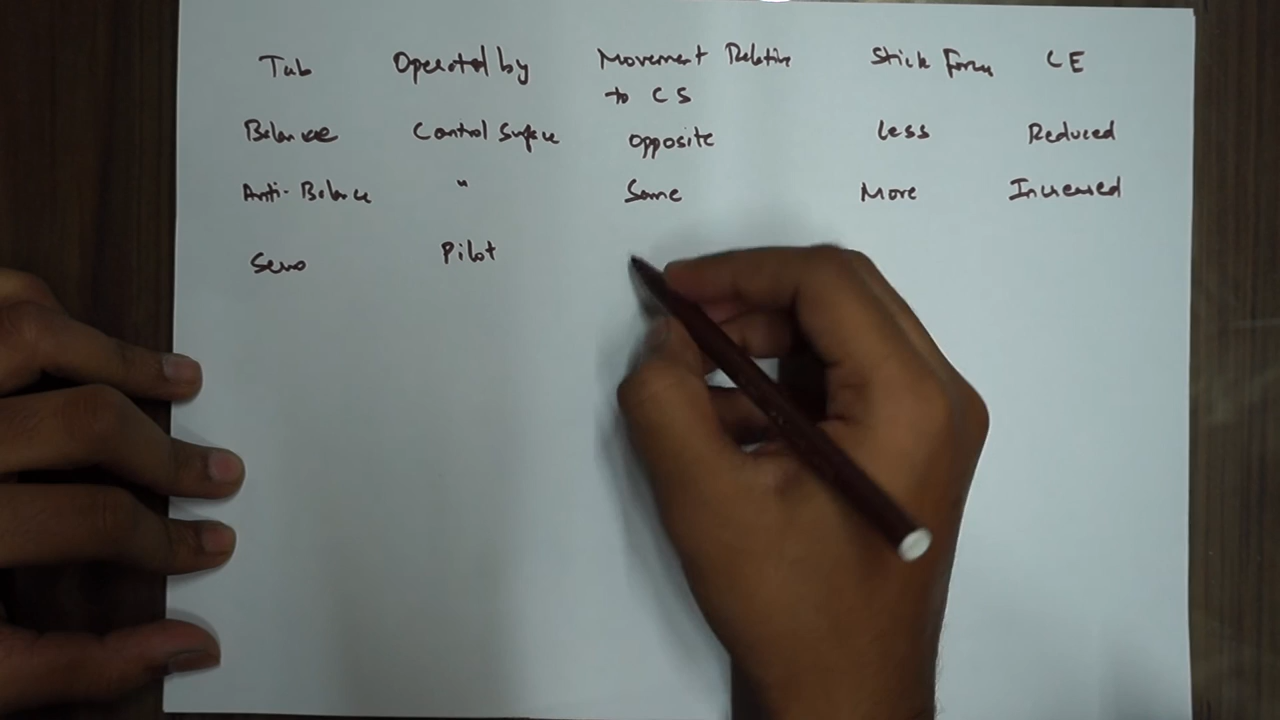 Tab Operated by Movement Relative Stick Force CE
to CS
Balance Control Surface Opposite Less Reduced
Anti-Balance " Same More Increased
Servo Pilot